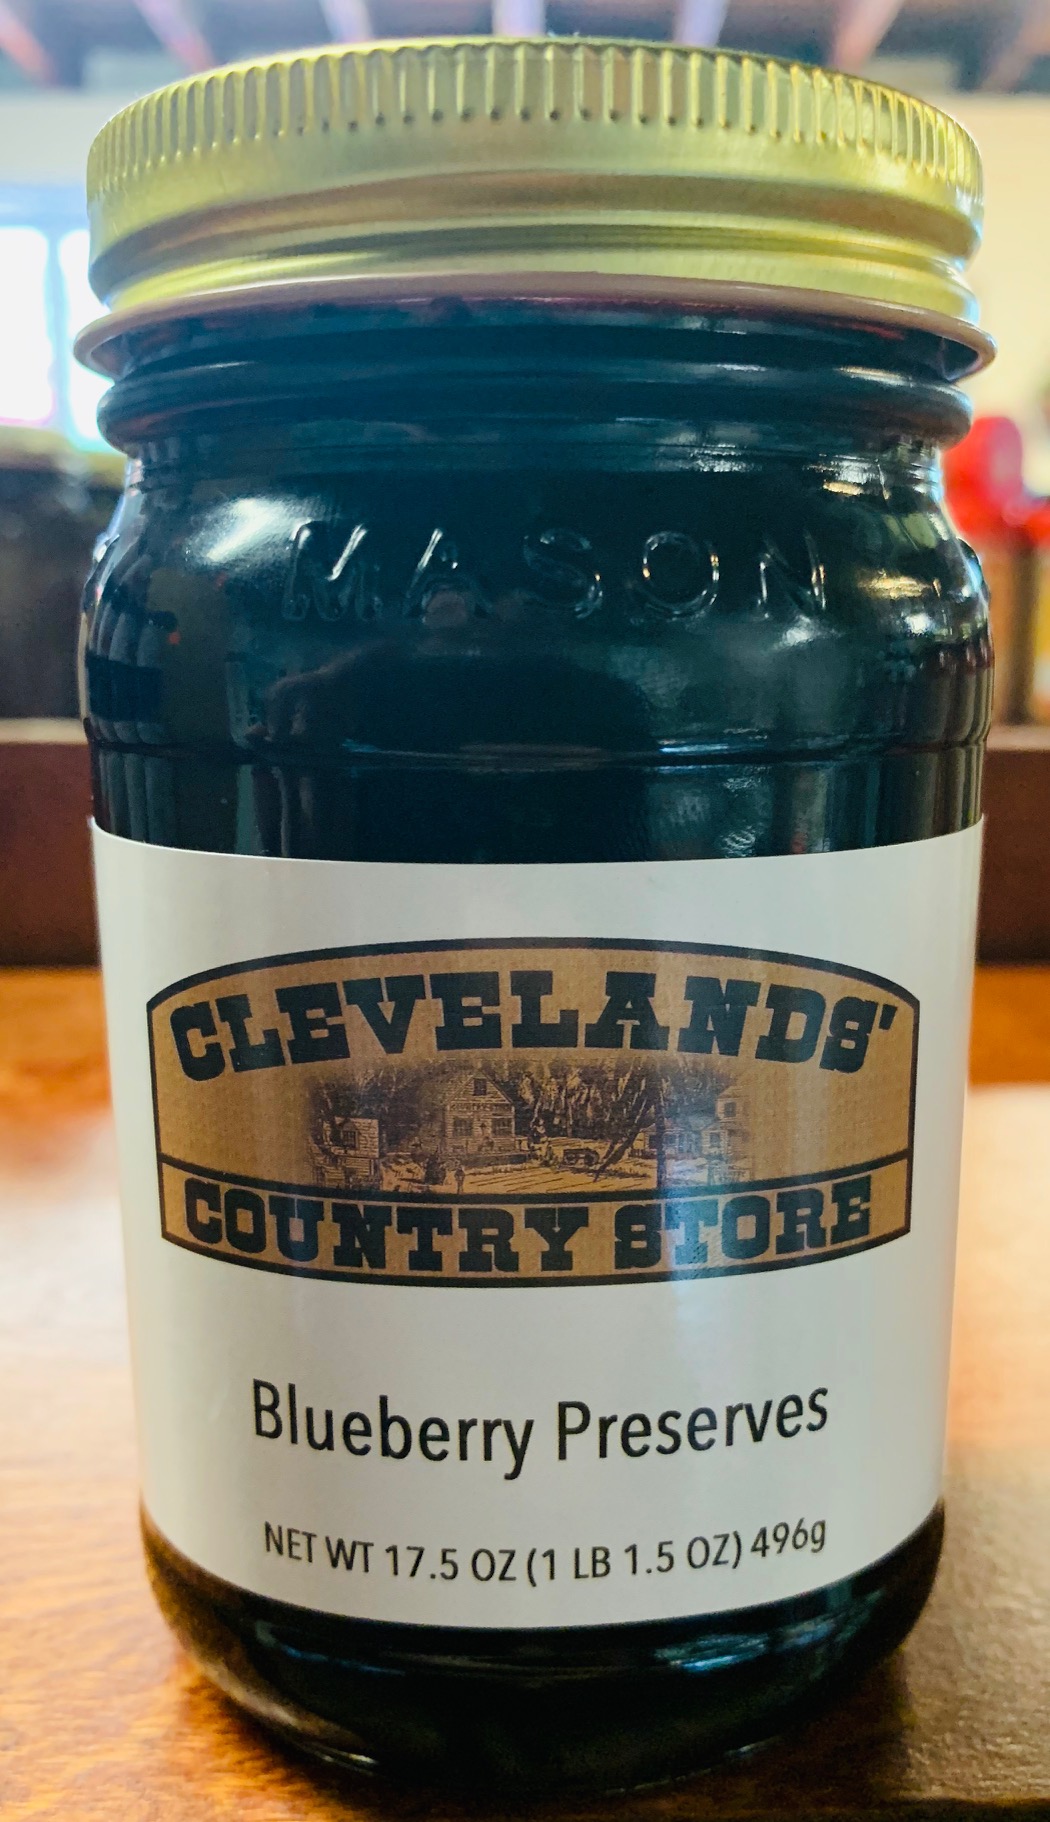 MASON
CLEVELANDS'
COUNTRY STORE
Blueberry Preserves
NET WT 17.5 OZ (1 LB 1.5 OZ) 496g